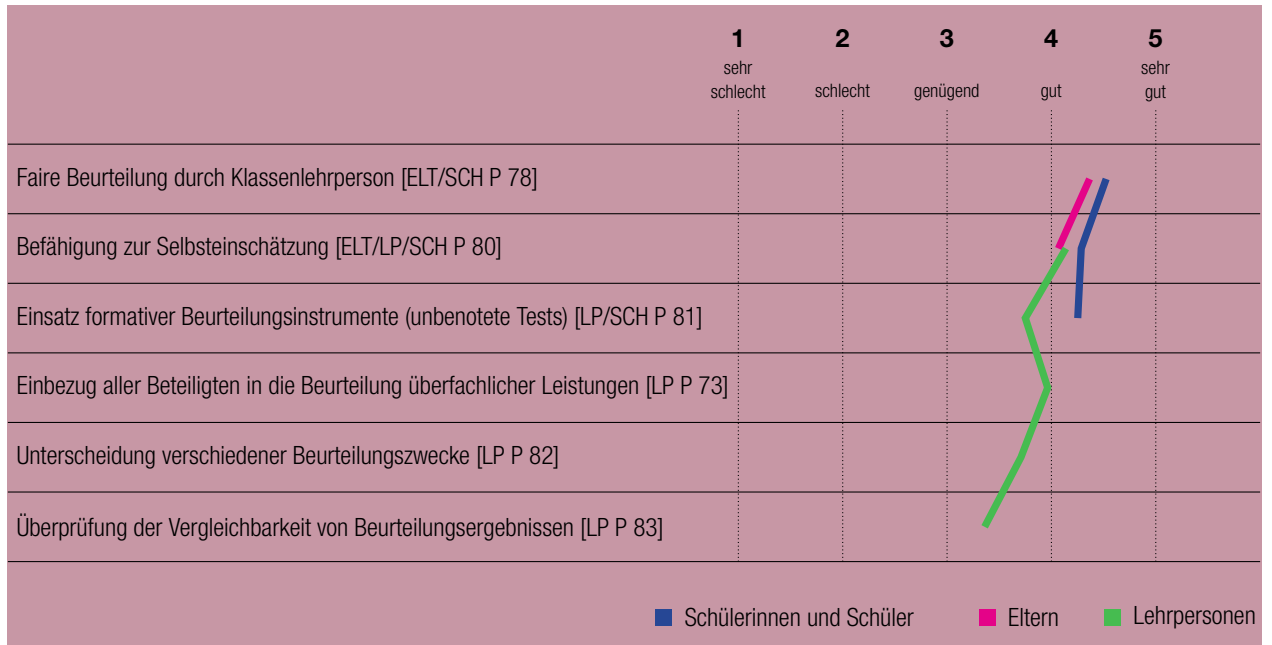 1 2 3 4 5
sehr schlecht schlecht genügend gut sehr gut
Faire Beurteilung durch Klassenlehrperson [ELT/SCH P 78]
Befähigung zur Selbsteinschätzung [ELT/LP/SCH P 80]
Einsatz formativer Beurteilungsinstrumente (unbenotete Tests) [LP/SCH P 81]
Einbezug aller Beteiligten in die Beurteilung überfachlicher Leistungen [LP P 73]
Unterscheidung verschiedener Beurteilungszwecke [LP P 82]
Überprüfung der Vergleichbarkeit von Beurteilungsergebnissen [LP P 83]
Schülerinnen und Schüler Eltern Lehrpersonen